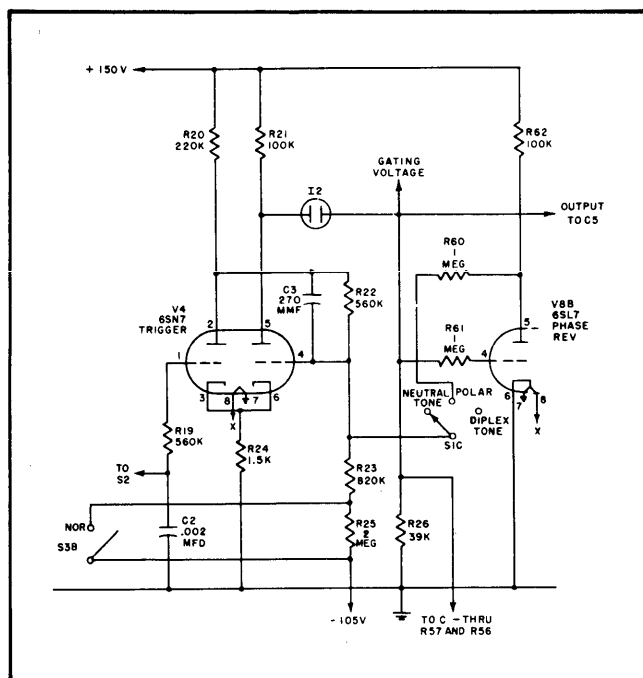 + 150 V
R20
220K
R21
100K
R62
100K
GATING
VOLTAGE
I2
OUTPUT
TO C5
R60
1
MEG
C3
270
MMF
R22
560K
V4
6SN7
TRIGGER
2
5
1
4
3
8
7
6
X
R61
1
MEG
V8B
6SL7
PHASE
REV
5
4
6
7
8
X
NEUTRAL
TONE
POLAR
DIPLEX
TONE
S1C
R19
560K
TO
S2
R24
1.5K
R23
820K
NOR
S3B
C2
.002
MFD
R25
2
MEG
R26
39K
-105V
TO C - THRU
R57 AND R56